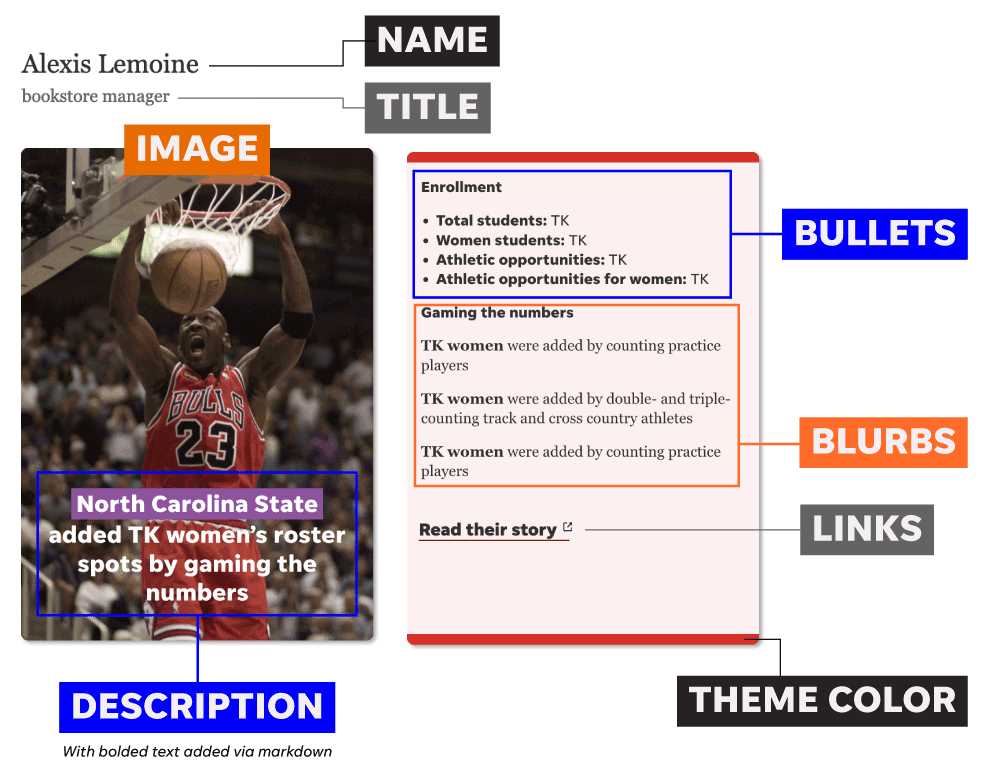 NAME
Alexis Lemoine
bookstore manager
TITLE
IMAGE
BULLS
23
North Carolina State
added TK women’s roster
spots by gaming the
numbers
DESCRIPTION
With bolded text added via markdown
Enrollment
• Total students: TK
• Women students: TK
• Athletic opportunities: TK
• Athletic opportunities for women: TK
BULLETS
Gaming the numbers
TK women were added by counting practice
players
TK women were added by double- and triple-
counting track and cross country athletes
TK women were added by counting practice
players
BLURBS
Read their story
LINKS
THEME COLOR